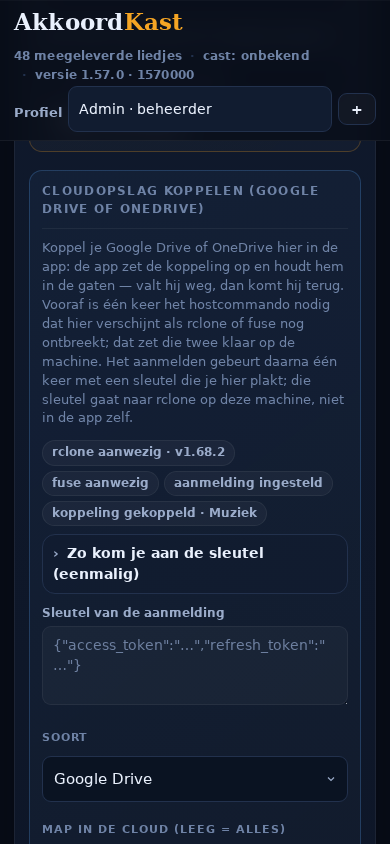 AkkoordKast
48 meegeleverde liedjes · cast: onbekend
· versie 1.57.0 · 1570000
Profiel Admin · beheerder +
CLOUDOPSLAG KOPPELEN (GOOGLE
DRIVE OF ONEDRIVE)
Koppel je Google Drive of OneDrive hier in de
app: de app zet de koppeling op en houdt hem
in de gaten — valt hij weg, dan komt hij terug.
Vooraf is één keer het hostcommando nodig
dat hier verschijnt als rclone of fuse nog
ontbreekt; dat zet die twee klaar op de
machine. Het aanmelden gebeurt daarna één
keer met een sleutel die je hier plakt; die
sleutel gaat naar rclone op deze machine, niet
in de app zelf.
rclone aanwezig · v1.68.2
fuse aanwezig aanmelding ingesteld
koppeling gekoppeld · Muziek
› Zo kom je aan de sleutel
(eenmalig)
Sleutel van de aanmelding
{"access_token":"...","refresh_token":"
..."}
SOORT
Google Drive
MAP IN DE CLOUD (LEEG = ALLES)